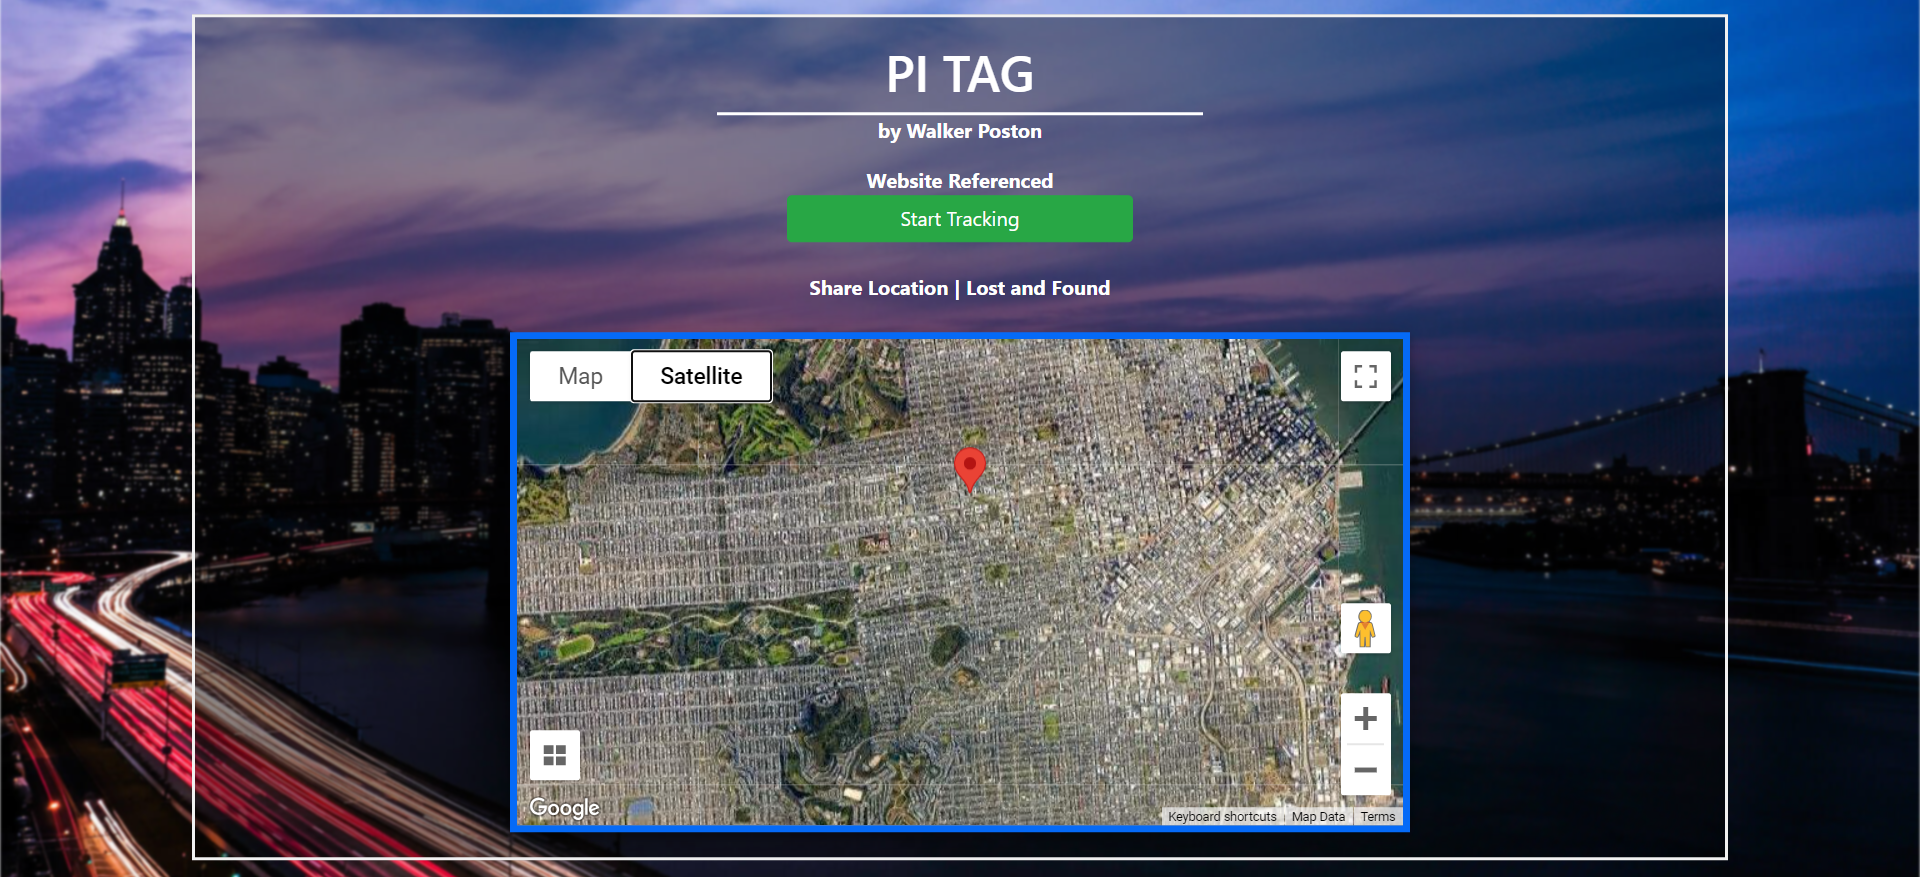 PI TAG
by Walker Poston
Website Referenced
Start Tracking
Share Location | Lost and Found
Map
Satellite
Google
Keyboard shortcuts
Map Data
Terms